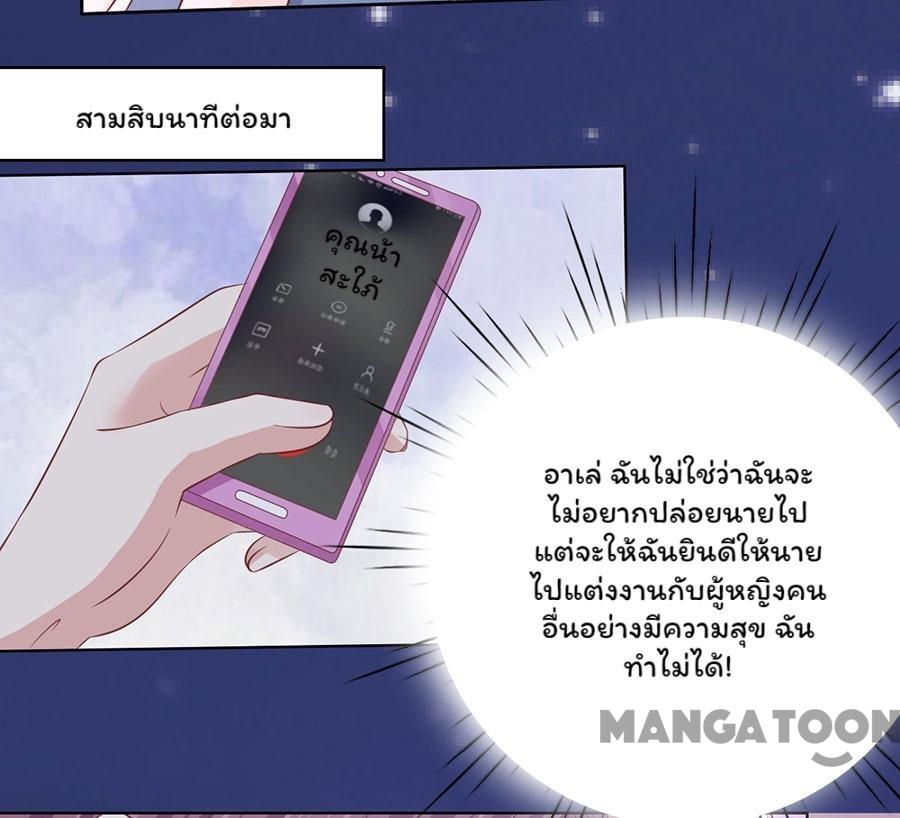 สามสิบนาทีต่อมา
คุณน้า
สะใภ้
อาเล่ ฉันไม่ใช่ว่าฉันจะ
ไม่อยากปล่อยนายไป
แต่จะให้ฉันยินดีให้นาย
ไปแต่งงานกับผู้หญิงคน
อื่นอย่างมีความสุข ฉัน
ทำไม่ได้!
MANGATOON